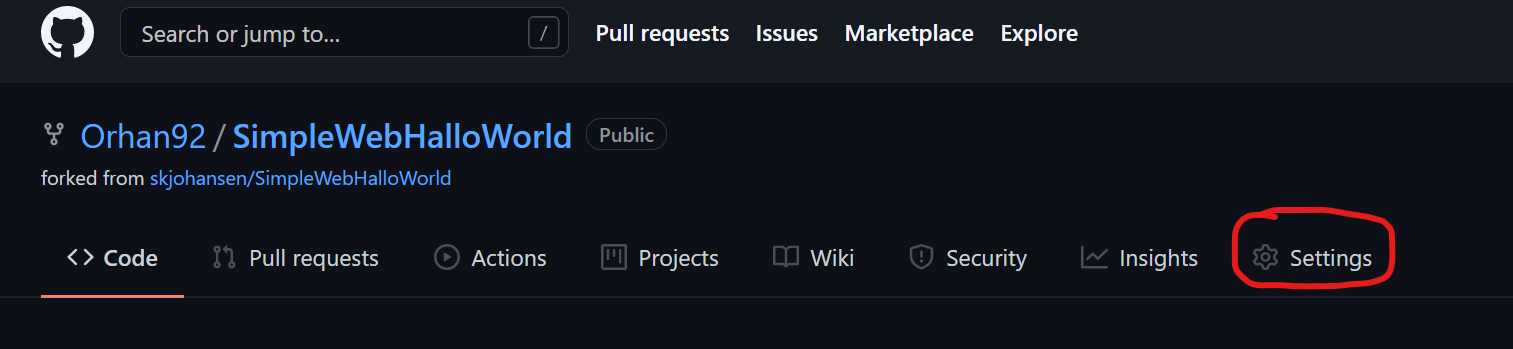 Search or jump to... / Pull requests Issues Marketplace Explore
Orhan92 / SimpleWebHalloWorld Public
forked from skjohansen/SimpleWebHalloWorld
Code Pull requests Actions Projects Wiki Security Insights Settings